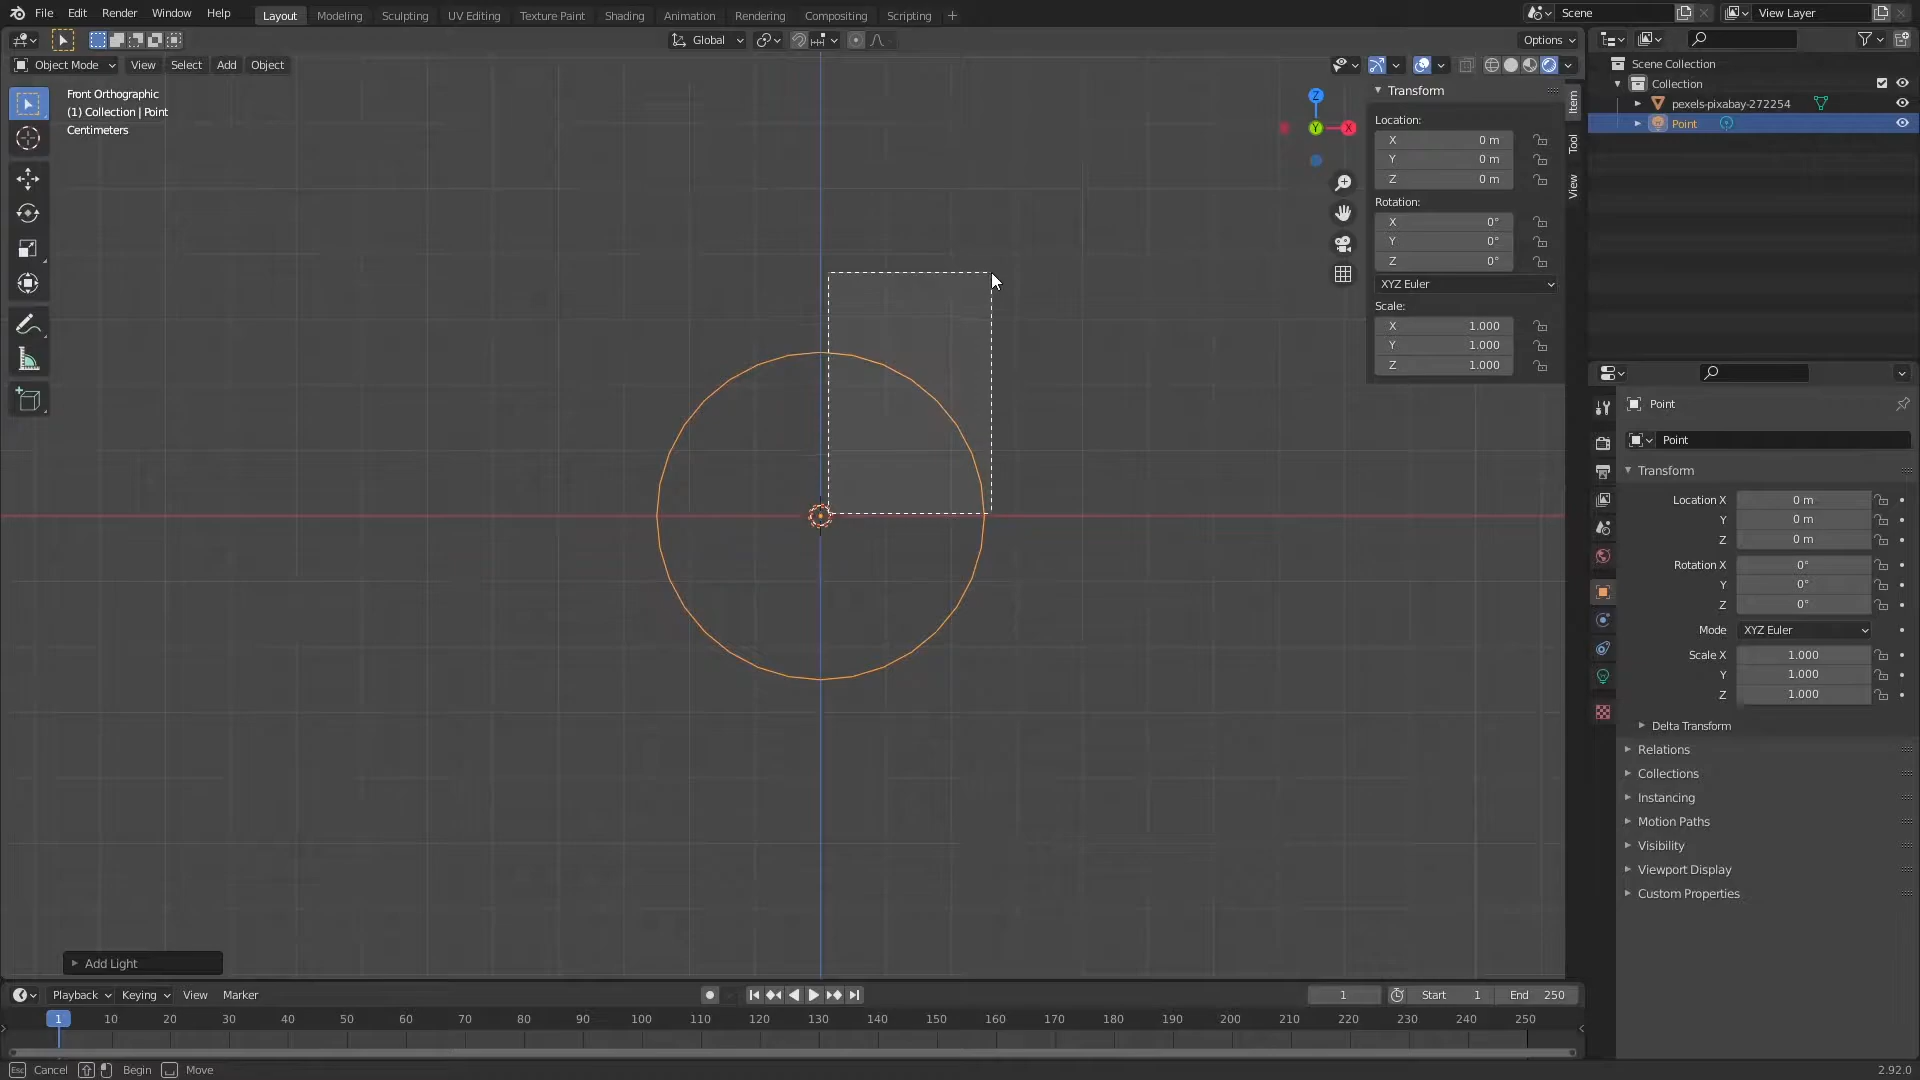 File Edit Render Window Help Layout Modeling Sculpting UV Editing Texture Paint Shading Animation Rendering Compositing Scripting + Scene View Layer
Global Options
Object Mode View Select Add Object
Front Orthographic
(1) Collection | Point
Centimeters
Z
Y
X
Transform
Location:
X 0 m
Y 0 m
Z 0 m
Rotation:
X 0°
Y 0°
Z 0°
XYZ Euler
Scale:
X 1.000
Y 1.000
Z 1.000
Item
Tool
View
Scene Collection
Collection
pexels-pixabay-272254
Point
Point
Point
Transform
Location X 0 m
Y 0 m
Z 0 m
Rotation X 0°
Y 0°
Z 0°
Mode XYZ Euler
Scale X 1.000
Y 1.000
Z 1.000
Delta Transform
Relations
Collections
Instancing
Motion Paths
Visibility
Viewport Display
Custom Properties
Add Light
Playback Keying View Marker 1 Start 1 End 250
1 10 20 30 40 50 60 70 80 90 100 110 120 130 140 150 160 170 180 190 200 210 220 230 240 250
Esc Cancel Begin Move 2.92.0